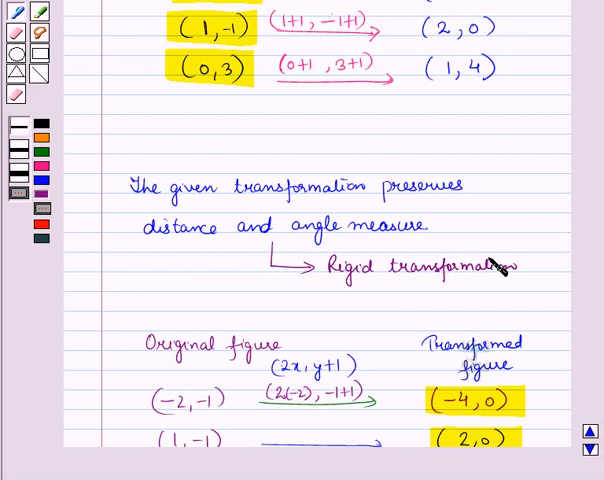 (1,-1) (1+1, -1+1) (2,0)
(0,3) (0+1, 3+1) (1,4)
The given transformation preserves
distance and angle measure.
Rigid transformation
Original figure Transformed
(2x, y+1) figure
(-2,-1) (2(-2), -1+1) (-4,0)
(1,-1) (2,0)